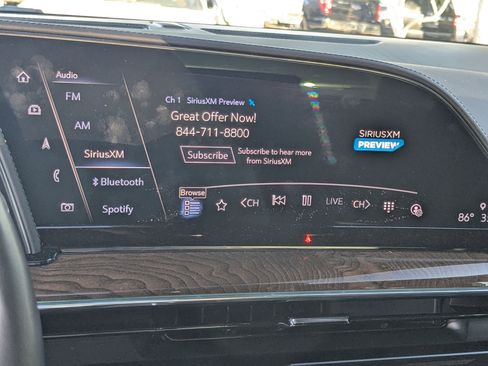 Audio
FM
AM
SiriusXM
Bluetooth
Spotify
Ch 1 SiriusXM Preview
Great Offer Now!
844-711-8800
Subscribe
Subscribe to hear more
from SiriusXM
SIRIUSXM
PREVIEW
Browse
<CH
LIVE
CH>
86°